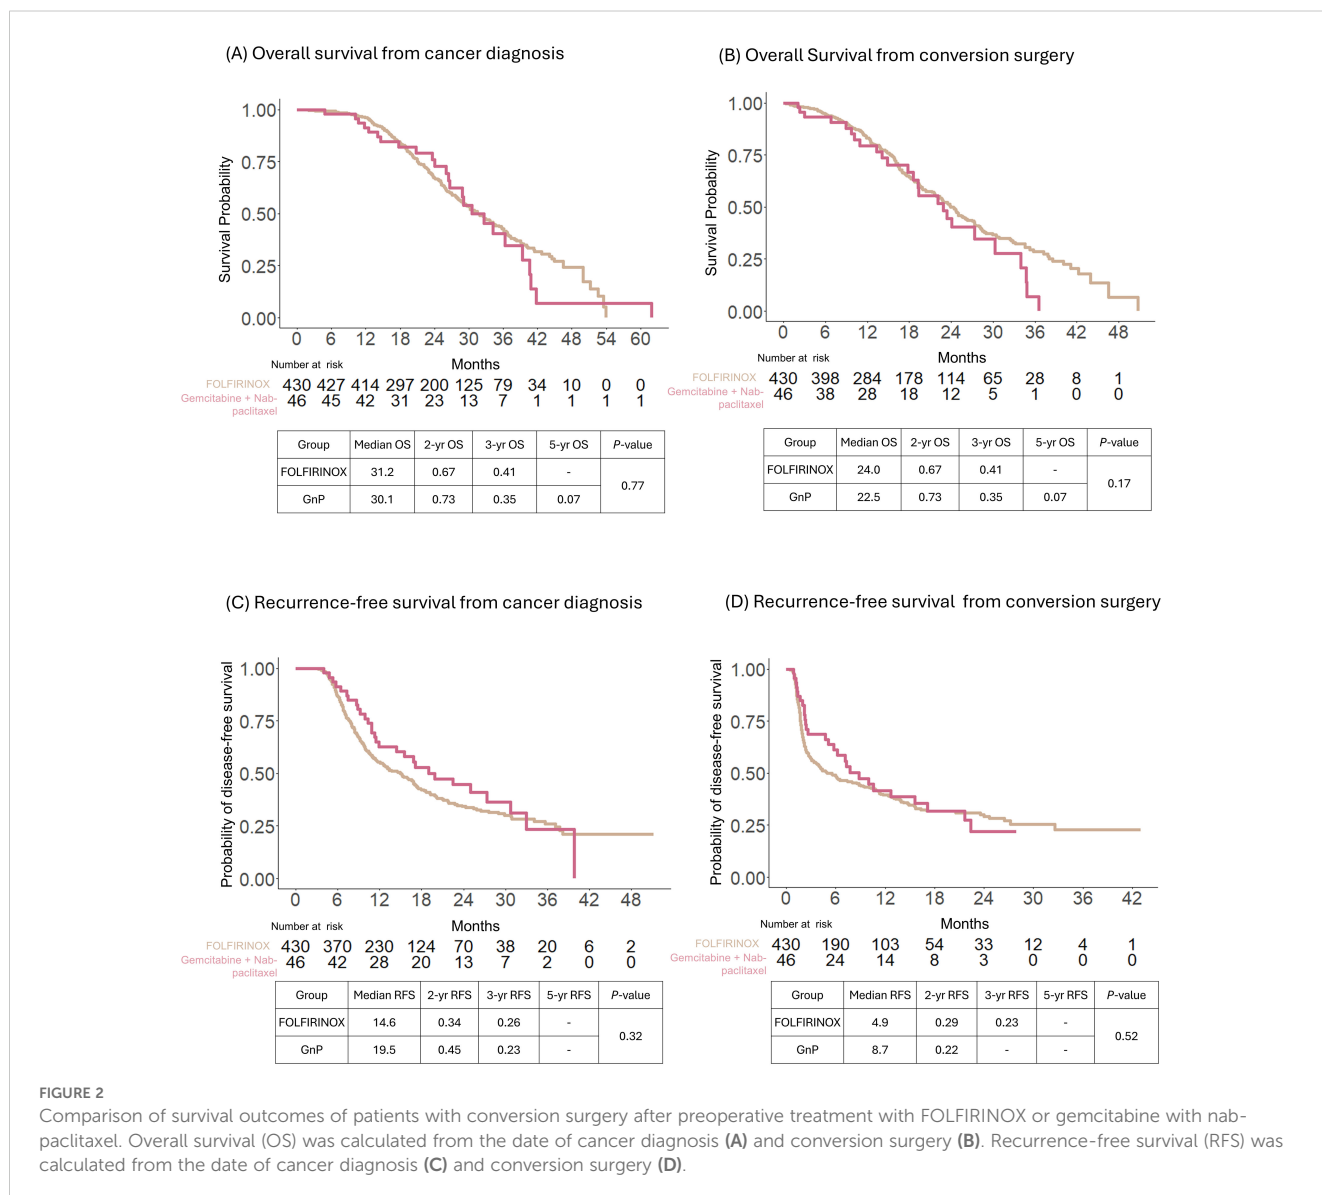 (A) Overall survival from cancer diagnosis
1.00
0.75
0.50
0.25
0.00
Survival Probability
0 6 12 18 24 30 36 42 48 54 60
Months
Number at risk
FOLFIRINOX 430 427 414 297 200 125 79 34 10 0 0
Gemcitabine + Nab-paclitaxel 46 45 42 31 23 13 7 1 1 1 1
Group Median OS 2-yr OS 3-yr OS 5-yr OS P-value
FOLFIRINOX 31.2 0.67 0.41 - 0.77
GnP 30.1 0.73 0.35 0.07
(B) Overall Survival from conversion surgery
1.00
0.75
0.50
0.25
0.00
Survival Probability
0 6 12 18 24 30 36 42 48
Months
Number at risk
FOLFIRINOX 430 398 284 178 114 65 28 8 1
Gemcitabine + Nab-paclitaxel 46 38 28 18 12 5 1 0 0
Group Median OS 2-yr OS 3-yr OS 5-yr OS P-value
FOLFIRINOX 24.0 0.67 0.41 - 0.17
GnP 22.5 0.73 0.35 0.07
(C) Recurrence-free survival from cancer diagnosis
1.00
0.75
0.50
0.25
0.00
Probability of disease-free survival
0 6 12 18 24 30 36 42 48
Months
Number at risk
FOLFIRINOX 430 370 230 124 70 38 20 6 2
Gemcitabine + Nab-paclitaxel 46 42 28 20 13 7 2 0 0
Group Median RFS 2-yr RFS 3-yr RFS 5-yr RFS P-value
FOLFIRINOX 14.6 0.34 0.26 - 0.32
GnP 19.5 0.45 0.23 -
(D) Recurrence-free survival from conversion surgery
1.00
0.75
0.50
0.25
0.00
Probability of disease-free survival
0 6 12 18 24 30 36 42
Months
Number at risk
FOLFIRINOX 430 190 103 54 33 12 4 1
Gemcitabine + Nab-paclitaxel 46 24 14 8 3 0 0 0
Group Median RFS 2-yr RFS 3-yr RFS 5-yr RFS P-value
FOLFIRINOX 4.9 0.29 0.23 - 0.52
GnP 8.7 0.22 - -
FIGURE 2
Comparison of survival outcomes of patients with conversion surgery after preoperative treatment with FOLFIRINOX or gemcitabine with nab-
paclitaxel. Overall survival (OS) was calculated from the date of cancer diagnosis (A) and conversion surgery (B). Recurrence-free survival (RFS) was
calculated from the date of cancer diagnosis (C) and conversion surgery (D).